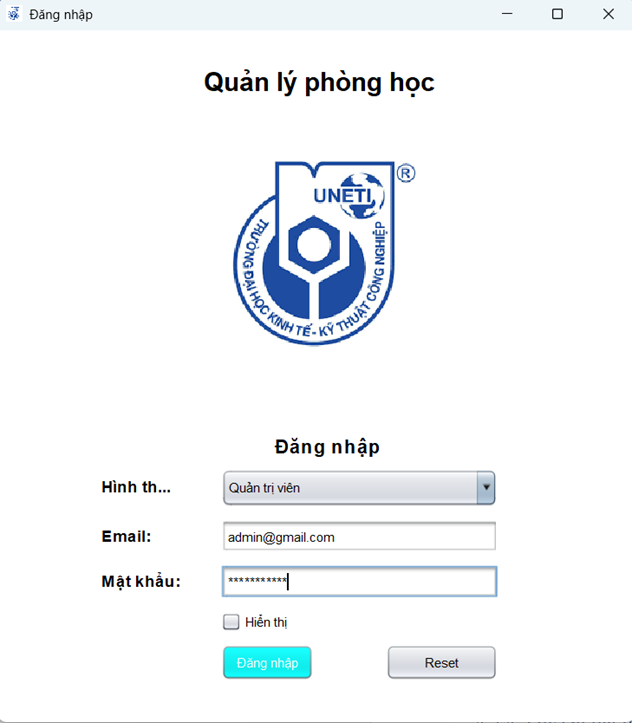 Đăng nhập
Quản lý phòng học
®
UNETI
TRƯỜNG ĐẠI HỌC KINH TẾ - KỸ THUẬT CÔNG NGHIỆP
Đăng nhập
Hình th...
Quản trị viên
Email:
admin@gmail.com
Mật khẩu:
***********
Hiển thị
Đăng nhập
Reset